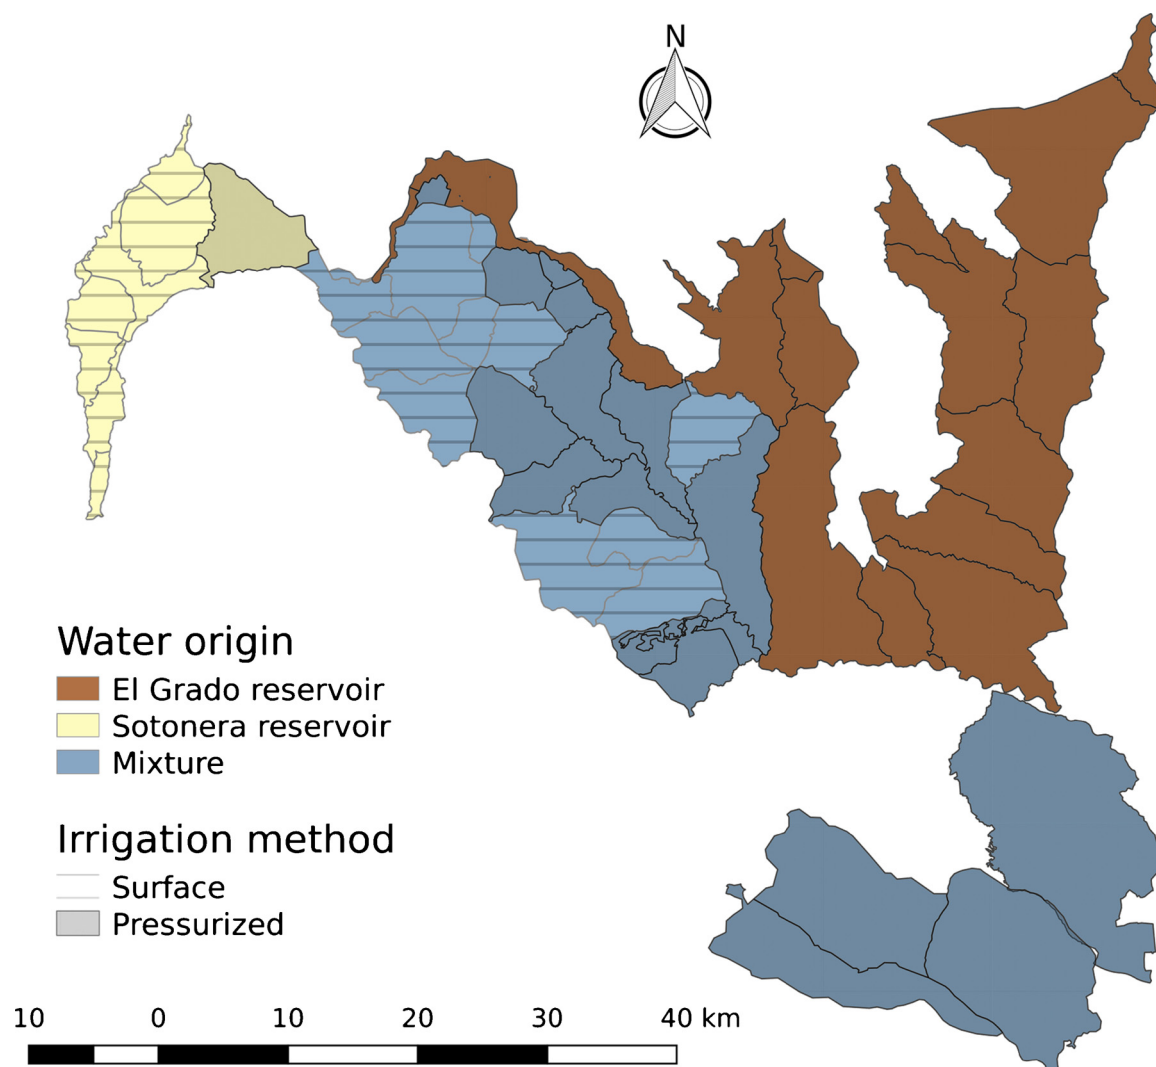 N
Water origin
El Grado reservoir
Sotonera reservoir
Mixture
Irrigation method
Surface
Pressurized
10 0 10 20 30 40 km